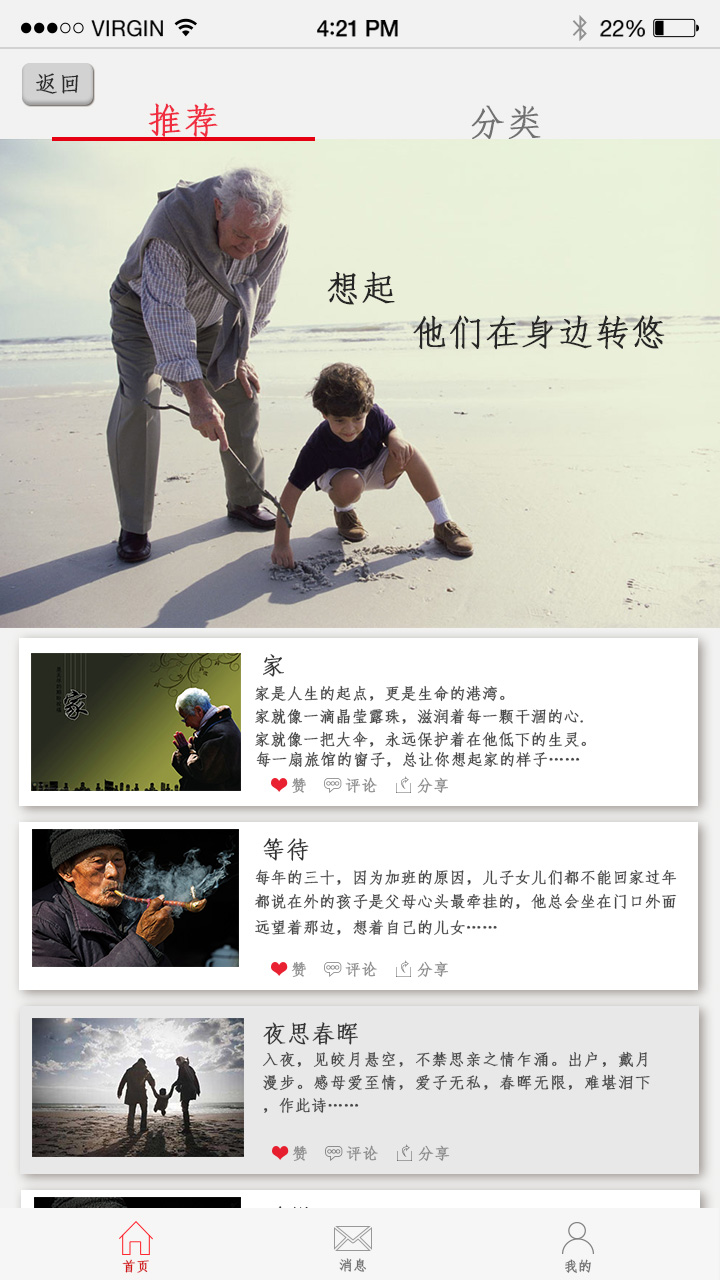 VIRGIN
4:21 PM
22%
返回
推荐
分类
想起
他们在身边转悠
家
家
家是人生的起点，更是生命的港湾。
家就像一滴晶莹露珠，滋润着每一颗干涸的心.
家就像一把大伞，永远保护着在他低下的生灵。
每一扇旅馆的窗子，总让你想起家的样子……
赞 评论 分享
等待
每年的三十，因为加班的原因，儿子女儿们都不能回家过年
都说在外的孩子是父母心头最牵挂的，他总会坐在门口外面
远望着那边，想着自己的儿女……
赞 评论 分享
夜思春晖
入夜，见皎月悬空，不禁思亲之情乍涌。出户，戴月
漫步。感母爱至情，爱子无私，春晖无限，难堪泪下
，作此诗……
赞 评论 分享
首页
消息
我的